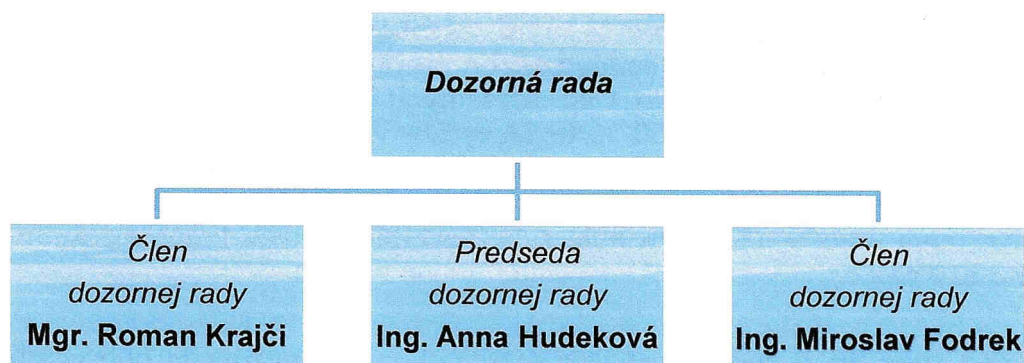 Dozorná rada
Člen
dozornej rady
Mgr. Roman Krajči
Predseda
dozornej rady
Ing. Anna Hudeková
Člen
dozornej rady
Ing. Miroslav Fodrek